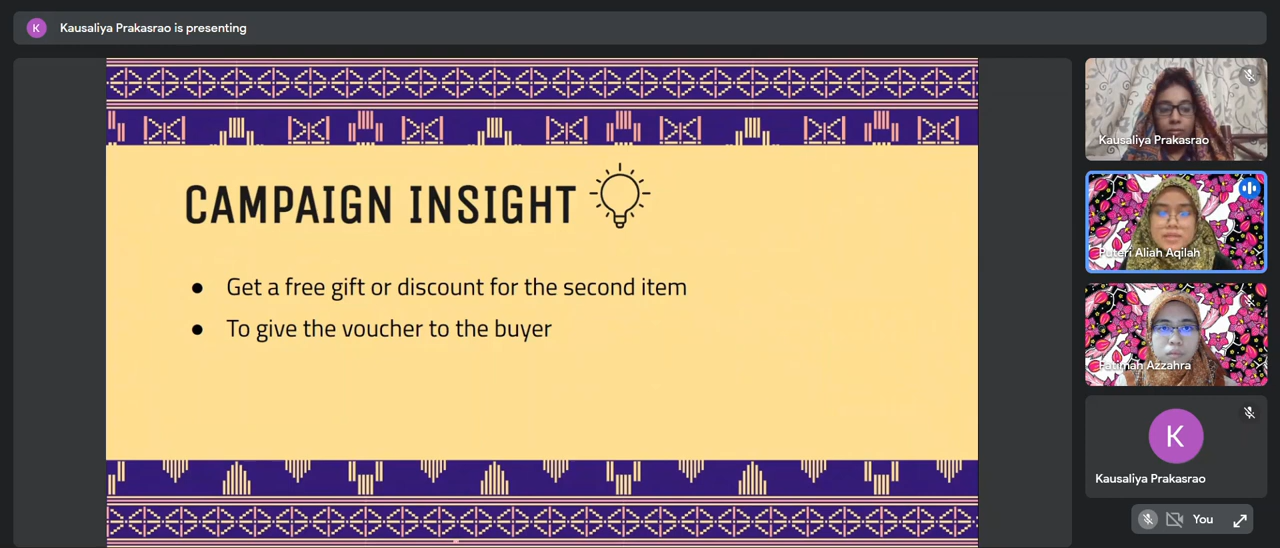 K
Kausaliya Prakasrao is presenting
CAMPAIGN INSIGHT
● Get a free gift or discount for the second item
● To give the voucher to the buyer
Kausaliya Prakasrao
Puteri Aliah Aqilah
Fatimah Azzahra
K
Kausaliya Prakasrao
You